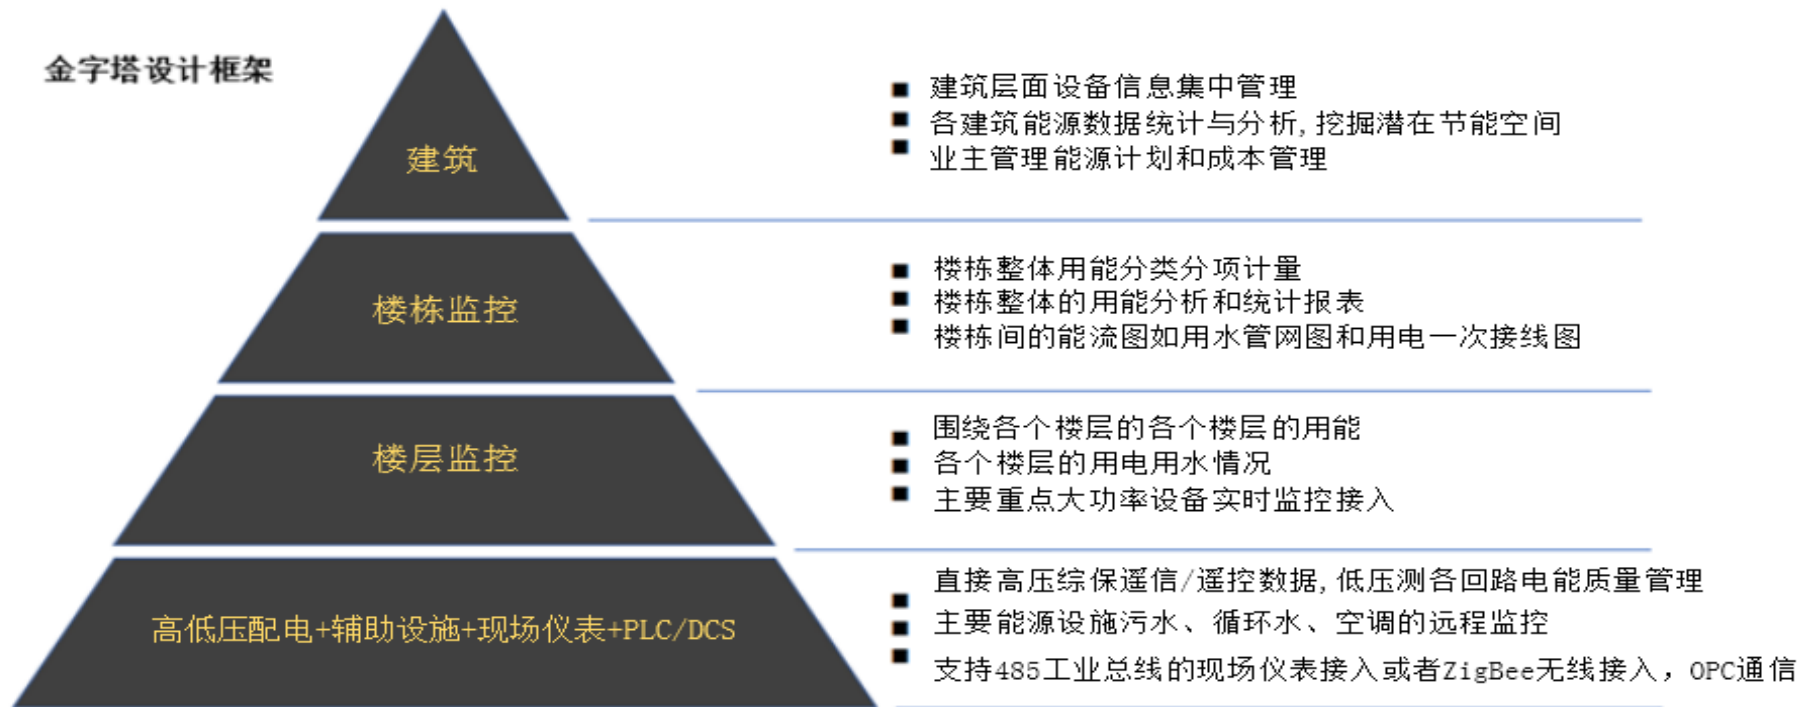 金字塔设计框架
建筑
■ 建筑层面设备信息集中管理
■ 各建筑能源数据统计与分析,挖掘潜在节能空间
■ 业主管理能源计划和成本管理
楼栋监控
■ 楼栋整体用能分类分项计量
■ 楼栋整体的用能分析和统计报表
■ 楼栋间的能流图如用水管网图和用电一次接线图
楼层监控
■ 围绕各个楼层的各个楼层的用能
■ 各个楼层的用电用水情况
■ 主要重点大功率设备实时监控接入
高低压配电+辅助设施+现场仪表+PLC/DCS
■ 直接高压综保遥信/遥控数据,低压测各回路电能质量管理
■ 主要能源设施污水、循环水、空调的远程监控
■ 支持485工业总线的现场仪表接入或者ZigBee无线接入，OPC通信